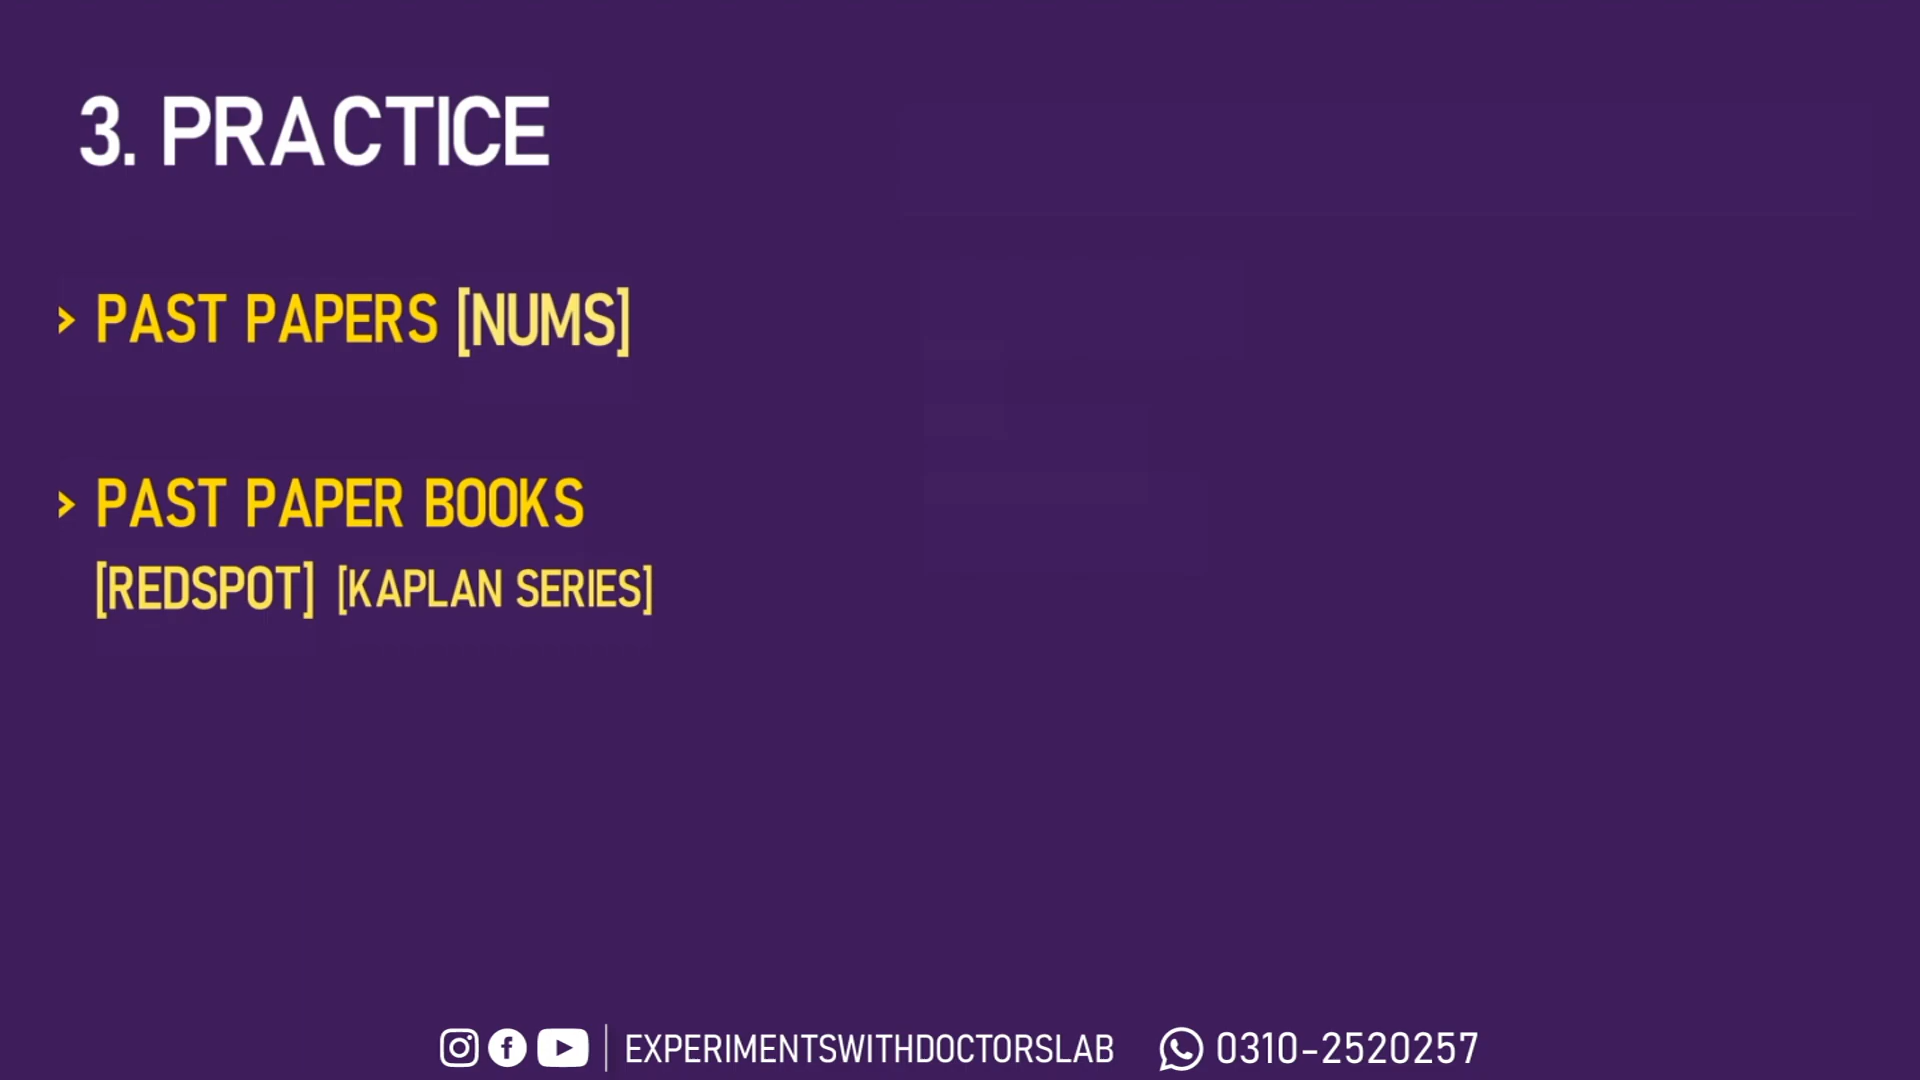 3. PRACTICE
> PAST PAPERS [NUMS]
> PAST PAPER BOOKS
[REDSPOT] [KAPLAN SERIES]
EXPERIMENTSWITHDOCTORSLAB 0310-2520257